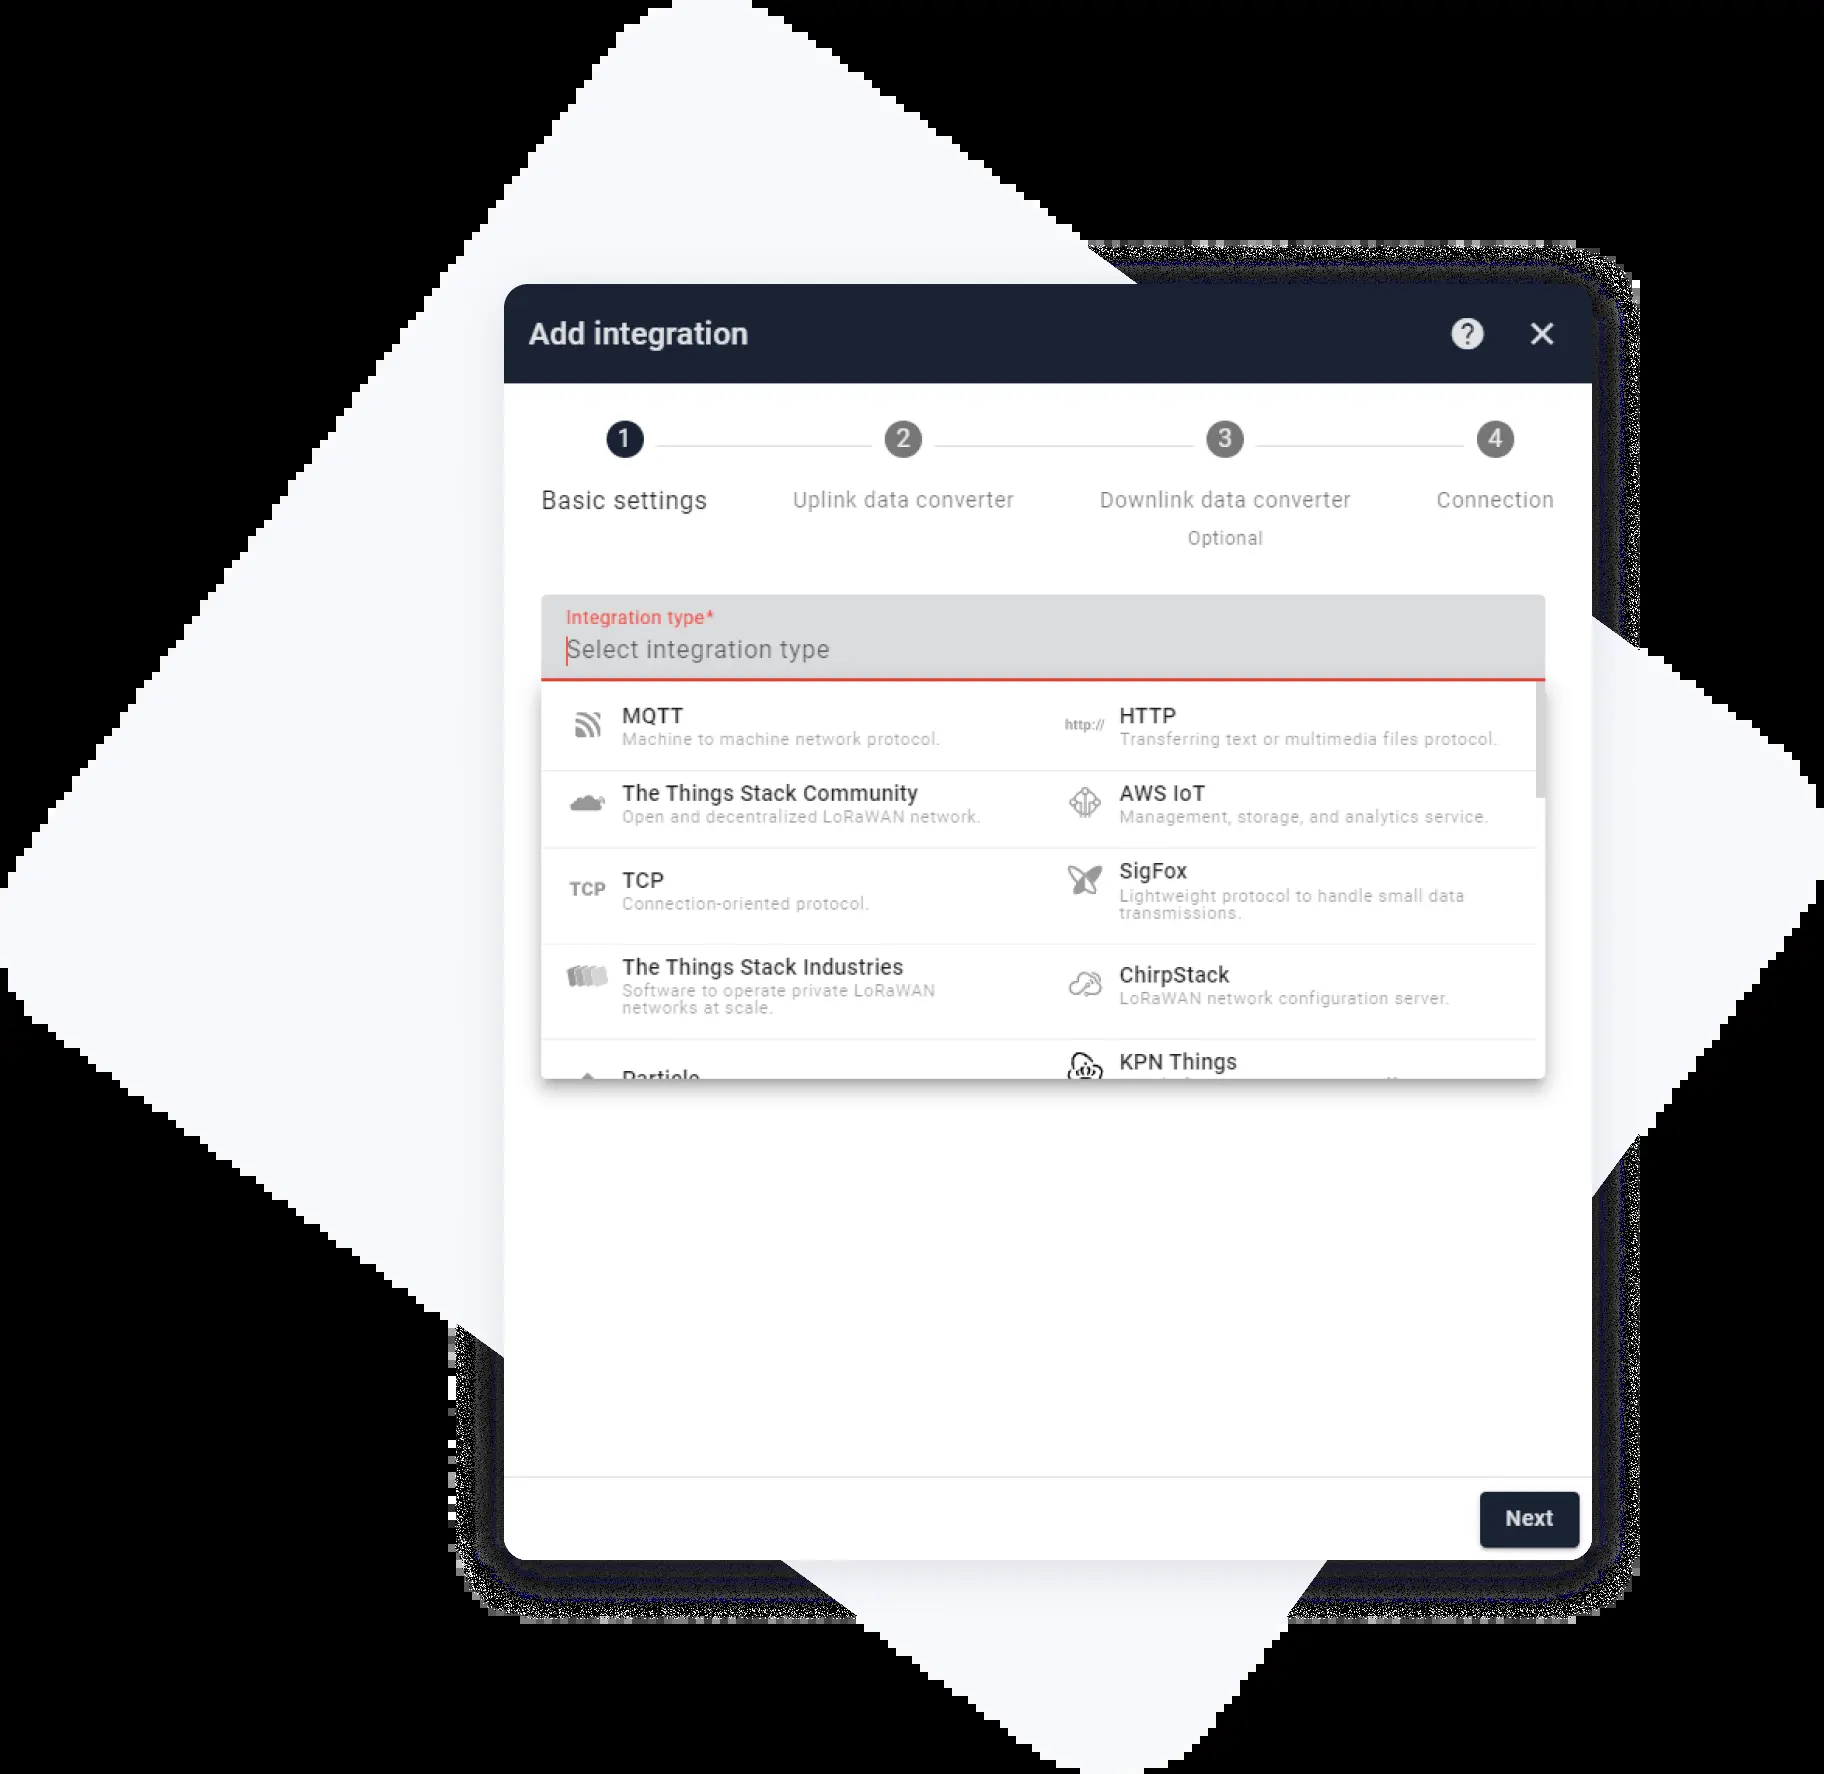 Add integration
?
1
2
3
4
Basic settings
Uplink data converter
Downlink data converter
Connection
Optional
Integration type*
Select integration type
MQTT
Machine to machine network protocol.
http://
HTTP
Transferring text or multimedia files protocol.
The Things Stack Community
Open and decentralized LoRaWAN network.
AWS IoT
Management, storage, and analytics service.
TCP
TCP
Connection-oriented protocol.
SigFox
Lightweight protocol to handle small data
transmissions.
The Things Stack Industries
Software to operate private LoRaWAN
networks at scale.
ChirpStack
LoRaWAN network configuration server.
Particle
KPN Things
Next